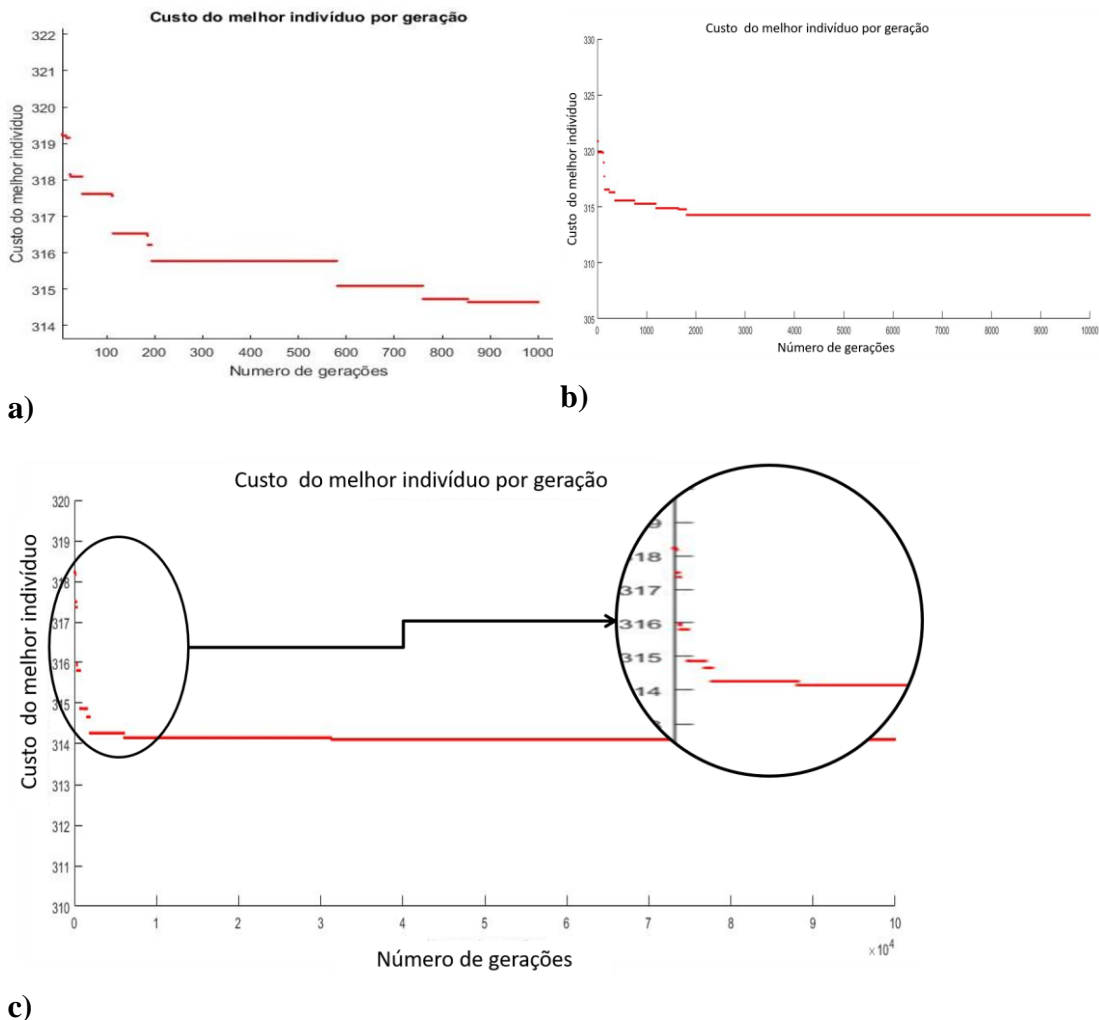 Custo do melhor indivíduo por geração
322
321
320
319
318
317
316
315
314
Custo do melhor indivíduo
100 200 300 400 500 600 700 800 900 1000
Numero de gerações
a)
Custo do melhor indivíduo por geração
330
325
320
315
310
305
Custo do melhor indivíduo
0 1000 2000 3000 4000 5000 6000 7000 8000 9000 10000
Número de gerações
b)
Custo do melhor indivíduo por geração
320
319
318
317
316
315
314
313
312
311
310
Custo do melhor indivíduo
0 1 2 3 4 5 6 7 8 9 10
×10⁴
Número de gerações
9
318
317
316
315
14
c)